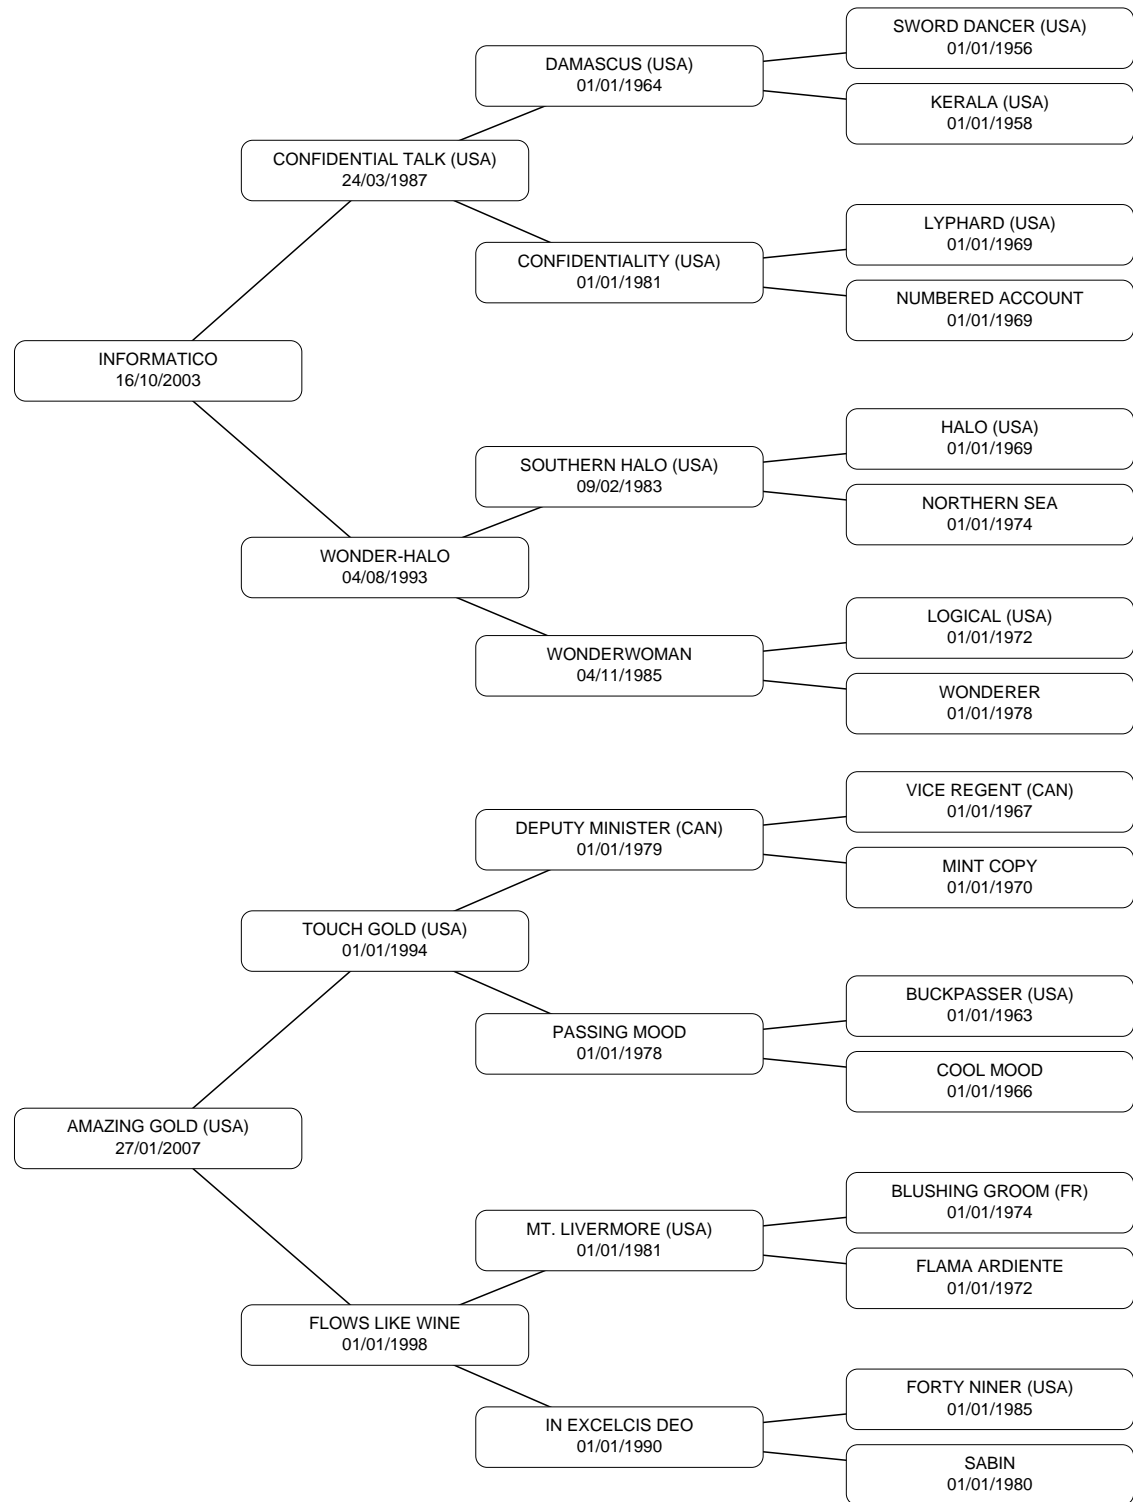 SWORD DANCER (USA)
01/01/1956
DAMASCUS (USA)
01/01/1964
KERALA (USA)
01/01/1958
CONFIDENTIAL TALK (USA)
24/03/1987
LYPHARD (USA)
01/01/1969
CONFIDENTIALITY (USA)
01/01/1981
NUMBERED ACCOUNT
01/01/1969
INFORMATICO
16/10/2003
HALO (USA)
01/01/1969
SOUTHERN HALO (USA)
09/02/1983
NORTHERN SEA
01/01/1974
WONDER-HALO
04/08/1993
LOGICAL (USA)
01/01/1972
WONDERWOMAN
04/11/1985
WONDERER
01/01/1978
VICE REGENT (CAN)
01/01/1967
DEPUTY MINISTER (CAN)
01/01/1979
MINT COPY
01/01/1970
TOUCH GOLD (USA)
01/01/1994
BUCKPASSER (USA)
01/01/1963
PASSING MOOD
01/01/1978
COOL MOOD
01/01/1966
AMAZING GOLD (USA)
27/01/2007
BLUSHING GROOM (FR)
01/01/1974
MT. LIVERMORE (USA)
01/01/1981
FLAMA ARDIENTE
01/01/1972
FLOWS LIKE WINE
01/01/1998
FORTY NINER (USA)
01/01/1985
IN EXCELCIS DEO
01/01/1990
SABIN
01/01/1980